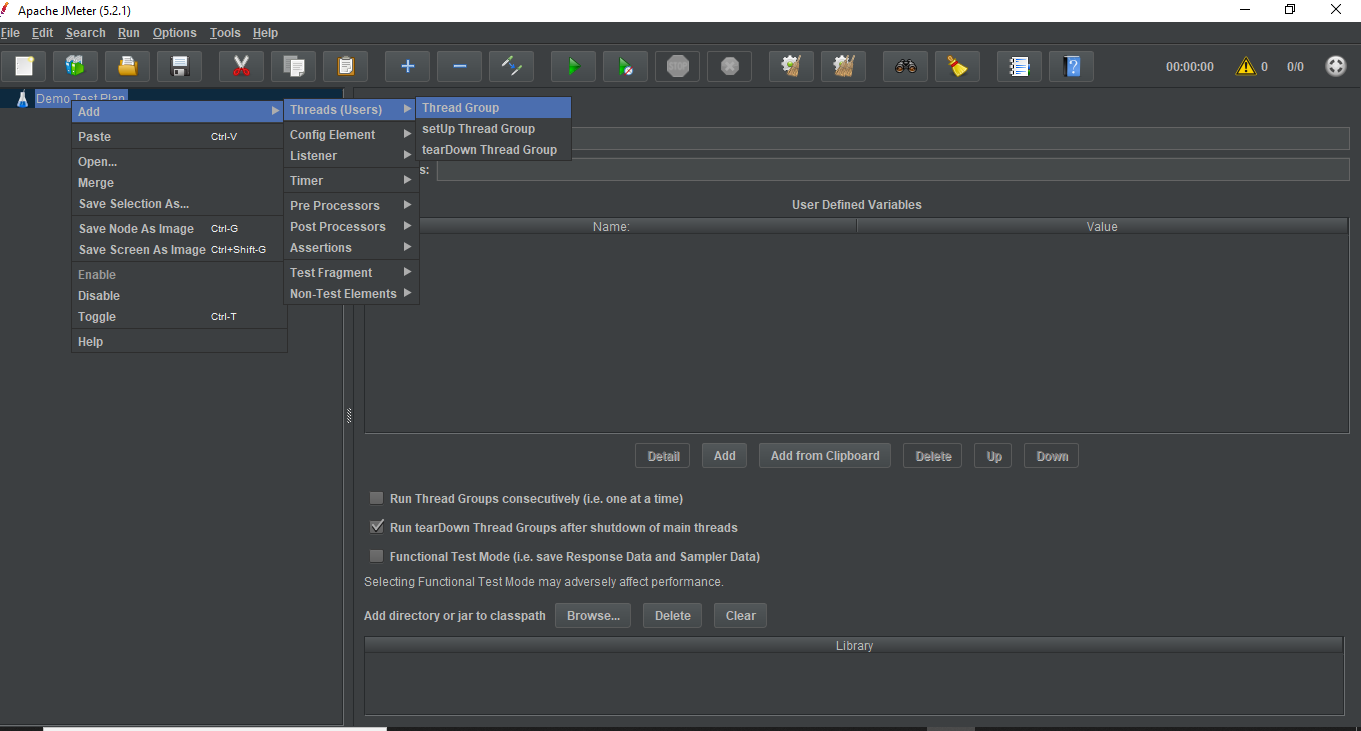 Apache JMeter (5.2.1)
File Edit Search Run Options Tools Help
STOP
00:00:00 0 0/0
?
Demo Test Plan
Add
Paste Ctrl-V
Open...
Merge
Save Selection As...
Save Node As Image Ctrl-G
Save Screen As Image Ctrl+Shift-G
Enable
Disable
Toggle Ctrl-T
Help
Threads (Users)
Config Element
Listener
Timer
Pre Processors
Post Processors
Assertions
Test Fragment
Non-Test Elements
Thread Group
setUp Thread Group
tearDown Thread Group
s:
User Defined Variables
Name: Value
Detail Add Add from Clipboard Delete Up Down
Run Thread Groups consecutively (i.e. one at a time)
Run tearDown Thread Groups after shutdown of main threads
Functional Test Mode (i.e. save Response Data and Sampler Data)
Selecting Functional Test Mode may adversely affect performance.
Add directory or jar to classpath Browse... Delete Clear
Library